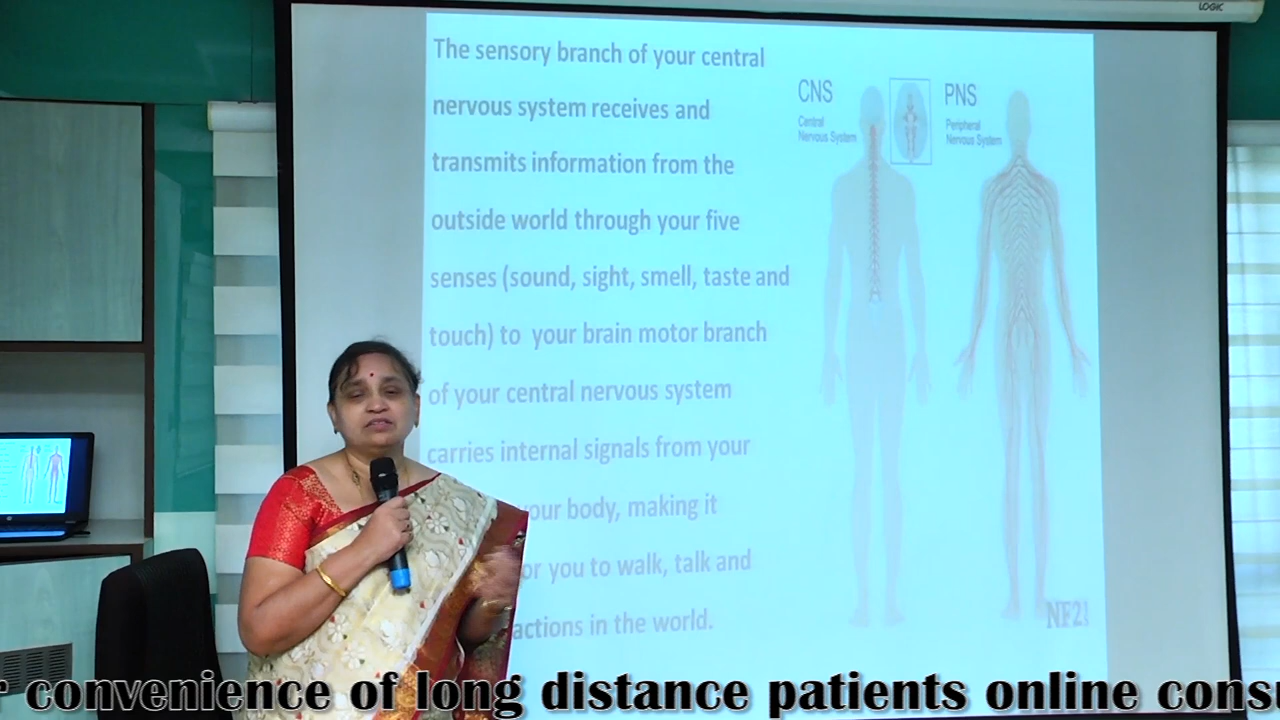 LOGIC
The sensory branch of your central
nervous system receives and
transmits information from the
outside world through your five
senses (sound, sight, smell, taste and
touch) to your brain motor branch
of your central nervous system
carries internal signals from your
your body, making it
or you to walk, talk and
actions in the world.
CNS
Central
Nervous System
PNS
Peripheral
Nervous System
NF2
convenience of long distance patients online consu